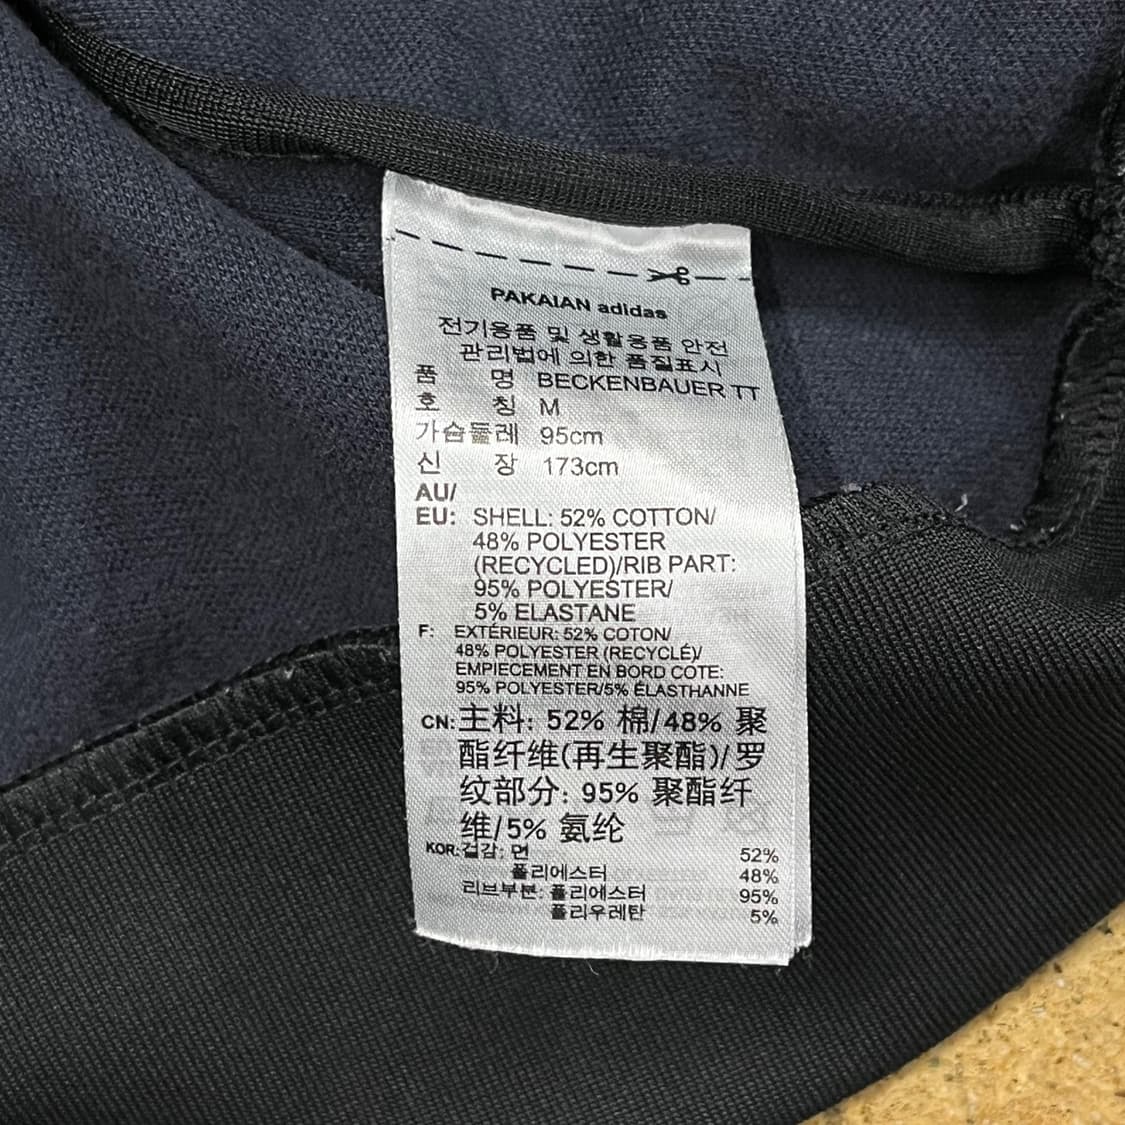 PAKAIAN adidas
전기용품 및 생활용품 안전
관리법에 의한 품질표시
품 명 BECKENBAUER TT
호 칭 M
가슴둘레 95cm
신 장 173cm
AU/
EU: SHELL: 52% COTTON/
48% POLYESTER
(RECYCLED)/RIB PART:
95% POLYESTER/
5% ELASTANE
F: EXTÉRIEUR: 52% COTON/
48% POLYESTER (RECYCLÉ)/
EMPIECEMENT EN BORD COTE:
95% POLYESTER/5% ÉLASTHANNE
CN: 主料: 52% 棉/48% 聚
酯纤维(再生聚酯)/罗
纹部分: 95% 聚酯纤
维/5% 氨纶
KOR: 겉감: 면 52%
폴리에스터 48%
리브부분: 폴리에스터 95%
폴리우레탄 5%